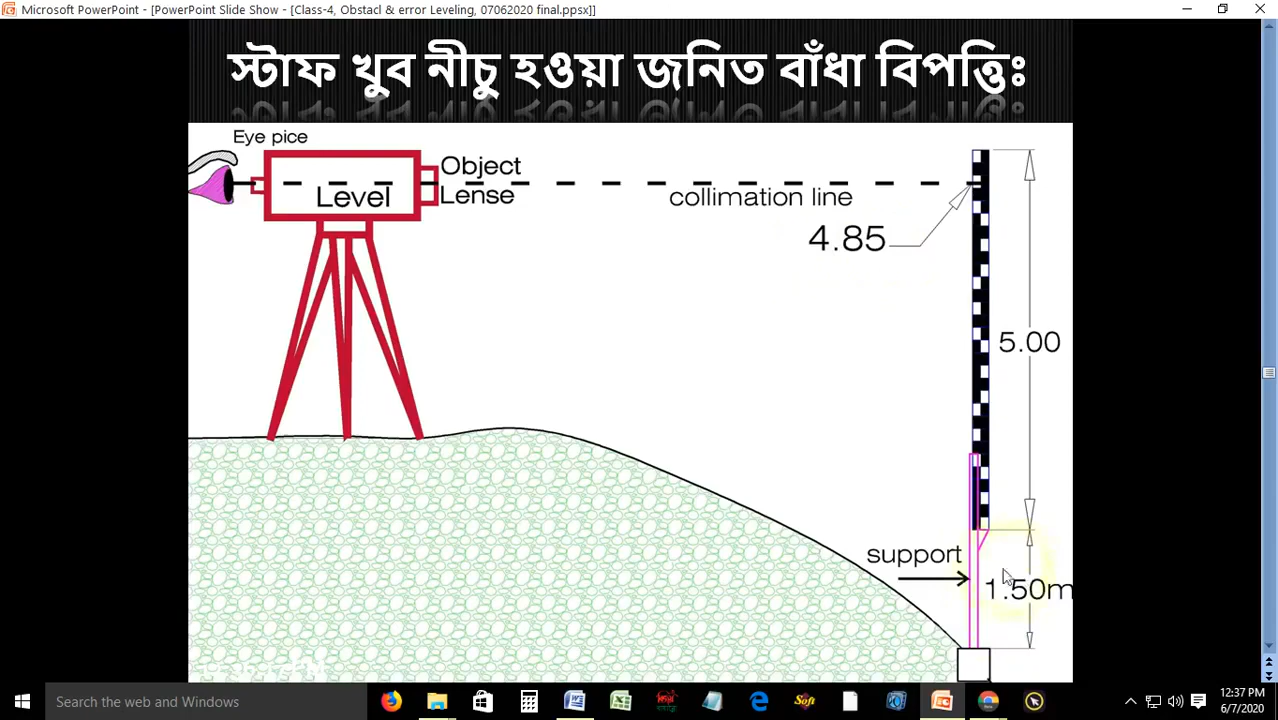 Microsoft PowerPoint - [PowerPoint Slide Show - [Class-4, Obstacl & error Leveling, 07062020 final.ppsx]]
স্টাফ খুব নীচু হওয়া জনিত বাঁধা বিপত্তিঃ
Eye pice
Object
Level
Lense
collimation line
4.85
5.00
support
1.50m
Search the web and Windows
Soft
12:37 PM
6/7/2020